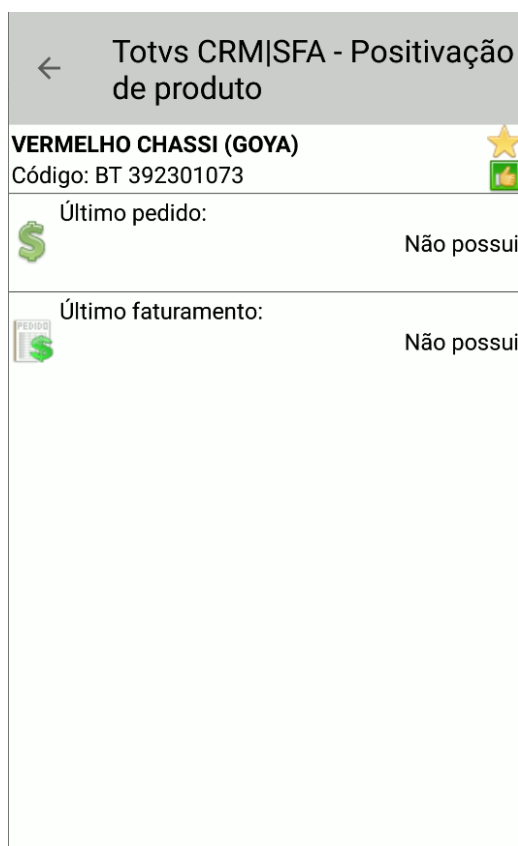 Totvs CRM|SFA - Positivação
de produto
VERMELHO CHASSI (GOYA)
Código: BT 392301073
Último pedido:
Não possui
Último faturamento:
PEDIDO
Não possui